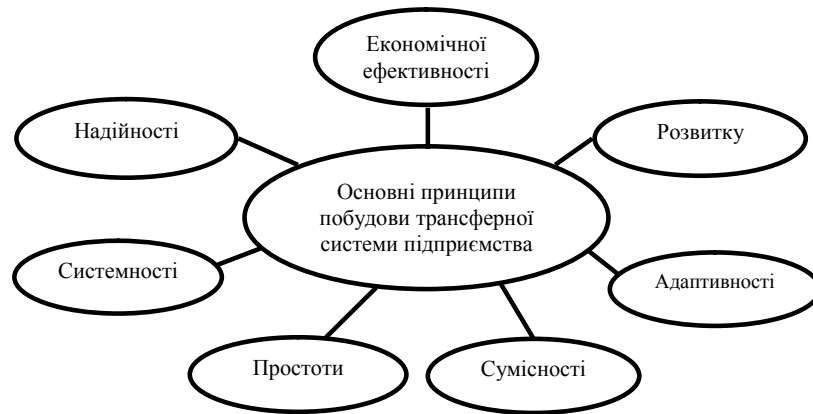 Економічної
ефективності
Надійності
Розвитку
Основні принципи
побудови трансферної
системи підприємства
Системності
Адаптивності
Простоти
Сумісності